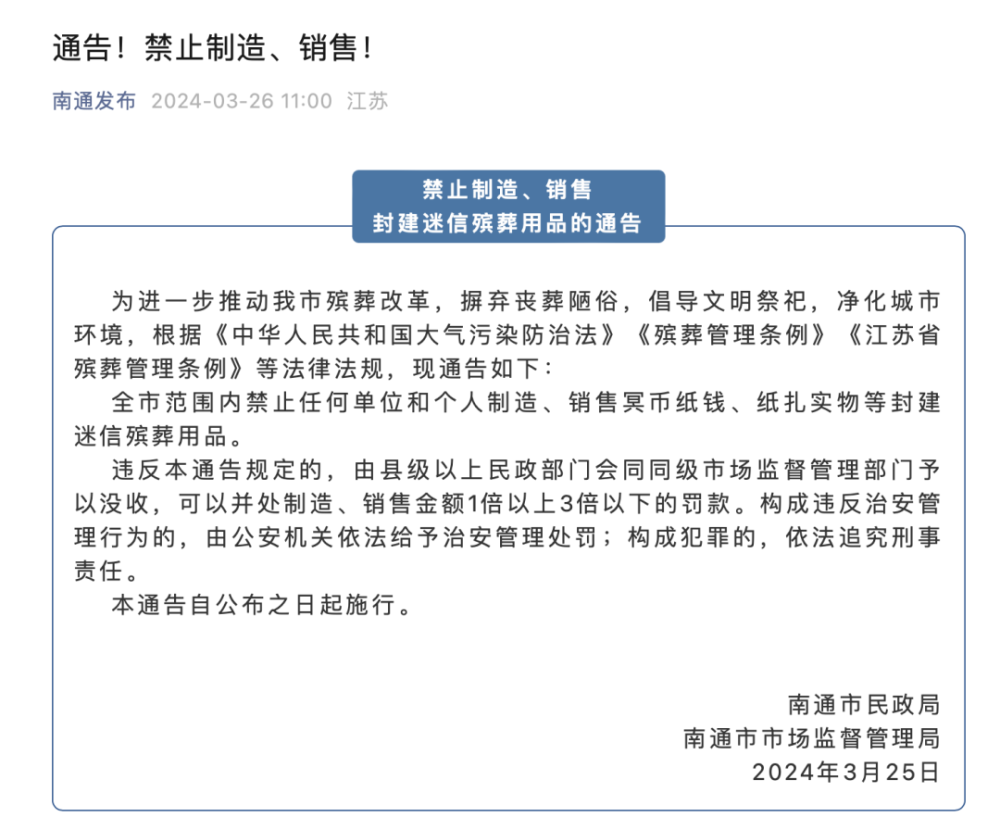 通告！禁止制造、销售！
南通发布 2024-03-26 11:00 江苏
禁止制造、销售
封建迷信殡葬用品的通告
为进一步推动我市殡葬改革，摒弃丧葬陋俗，倡导文明祭祀，净化城市
环境，根据《中华人民共和国大气污染防治法》《殡葬管理条例》《江苏省
殡葬管理条例》等法律法规，现通告如下：
全市范围内禁止任何单位和个人制造、销售冥币纸钱、纸扎实物等封建
迷信殡葬用品。
违反本通告规定的，由县级以上民政部门会同同级市场监督管理部门予
以没收，可以并处制造、销售金额1倍以上3倍以下的罚款。构成违反治安管
理行为的，由公安机关依法给予治安管理处罚；构成犯罪的，依法追究刑事
责任。
本通告自公布之日起施行。
南通市民政局
南通市市场监督管理局
2024年3月25日